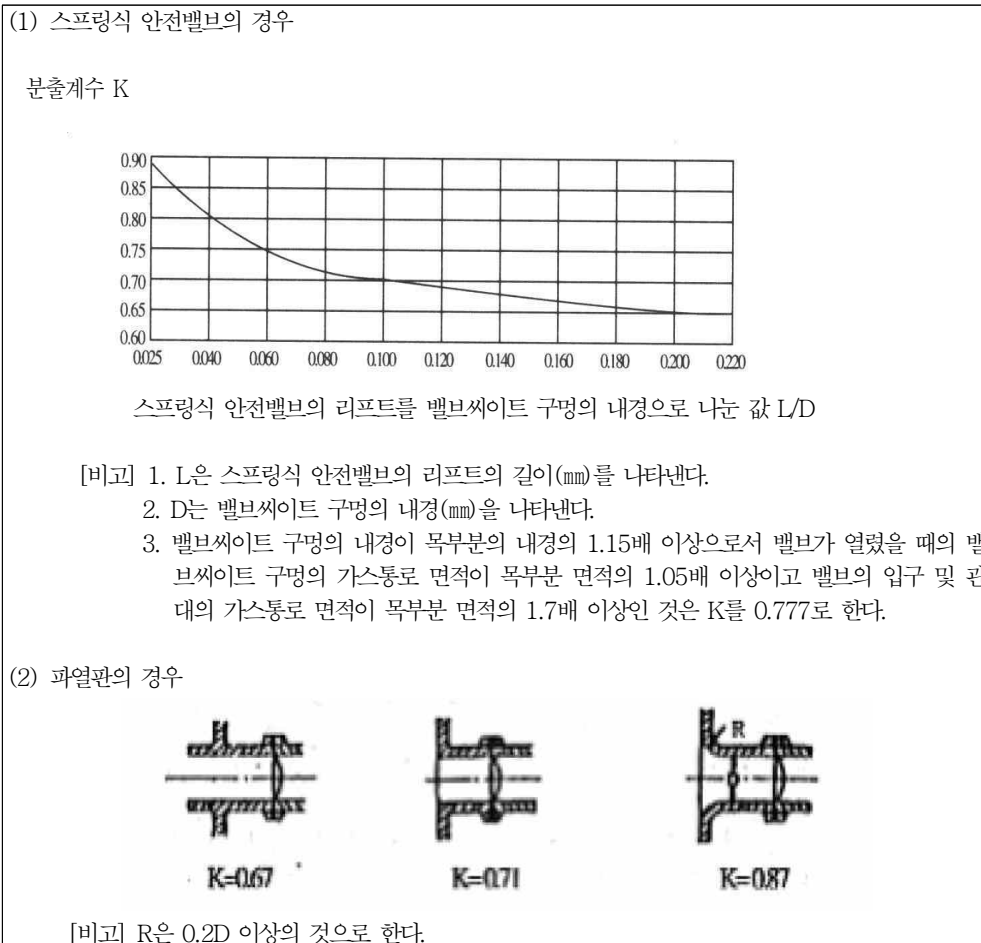 (1) 스프링식 안전밸브의 경우
분출계수 K
0.90
0.85
0.80
0.75
0.70
0.65
0.60
0.025 0.040 0.060 0.080 0.100 0.120 0.140 0.160 0.180 0.200 0.220
스프링식 안전밸브의 리프트를 밸브씨이트 구멍의 내경으로 나눈 값 L/D
[비고] 1. L은 스프링식 안전밸브의 리프트의 길이(㎜)를 나타낸다.
2. D는 밸브씨이트 구멍의 내경(㎜)을 나타낸다.
3. 밸브씨이트 구멍의 내경이 목부분의 내경의 1.15배 이상으로서 밸브가 열렸을 때의 밸
브씨이트 구멍의 가스통로 면적이 목부분 면적의 1.05배 이상이고 밸브의 입구 및 관
대의 가스통로 면적이 목부분 면적의 1.7배 이상인 것은 K를 0.777로 한다.
(2) 파열판의 경우
R
K=0.67 K=0.71 K=0.87
[비고] R은 0.2D 이상의 것으로 한다.